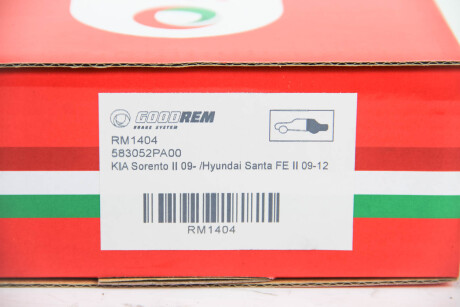 GOODREM
BRAKE SYSTEM
RM1404
583052PA00
KIA Sorento II 09- /Hyundai Santa FE II 09-12
RM1404